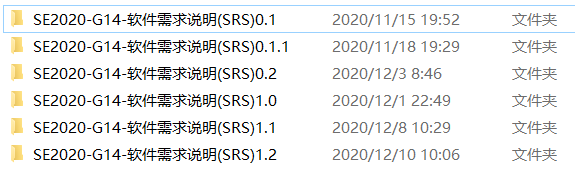 SE2020-G14-软件需求说明(SRS)0.1 2020/11/15 19:52 文件夹
SE2020-G14-软件需求说明(SRS)0.1.1 2020/11/18 19:29 文件夹
SE2020-G14-软件需求说明(SRS)0.2 2020/12/3 8:46 文件夹
SE2020-G14-软件需求说明(SRS)1.0 2020/12/1 22:49 文件夹
SE2020-G14-软件需求说明(SRS)1.1 2020/12/8 10:29 文件夹
SE2020-G14-软件需求说明(SRS)1.2 2020/12/10 10:06 文件夹